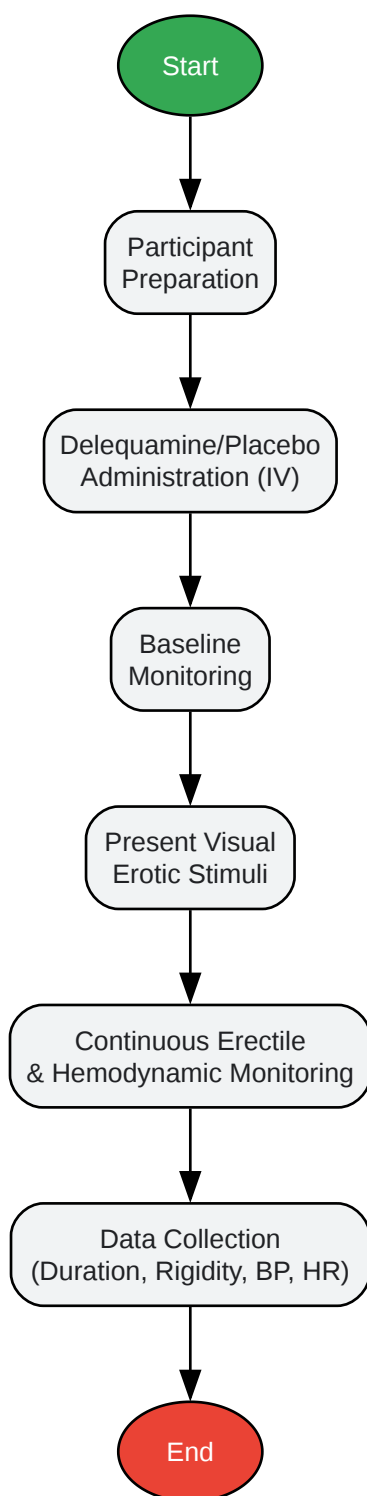 Start
Participant
Preparation
Delequamine/Placebo
Administration (IV)
Baseline
Monitoring
Present Visual
Erotic Stimuli
Continuous Erectile
& Hemodynamic Monitoring
Data Collection
(Duration, Rigidity, BP, HR)
End